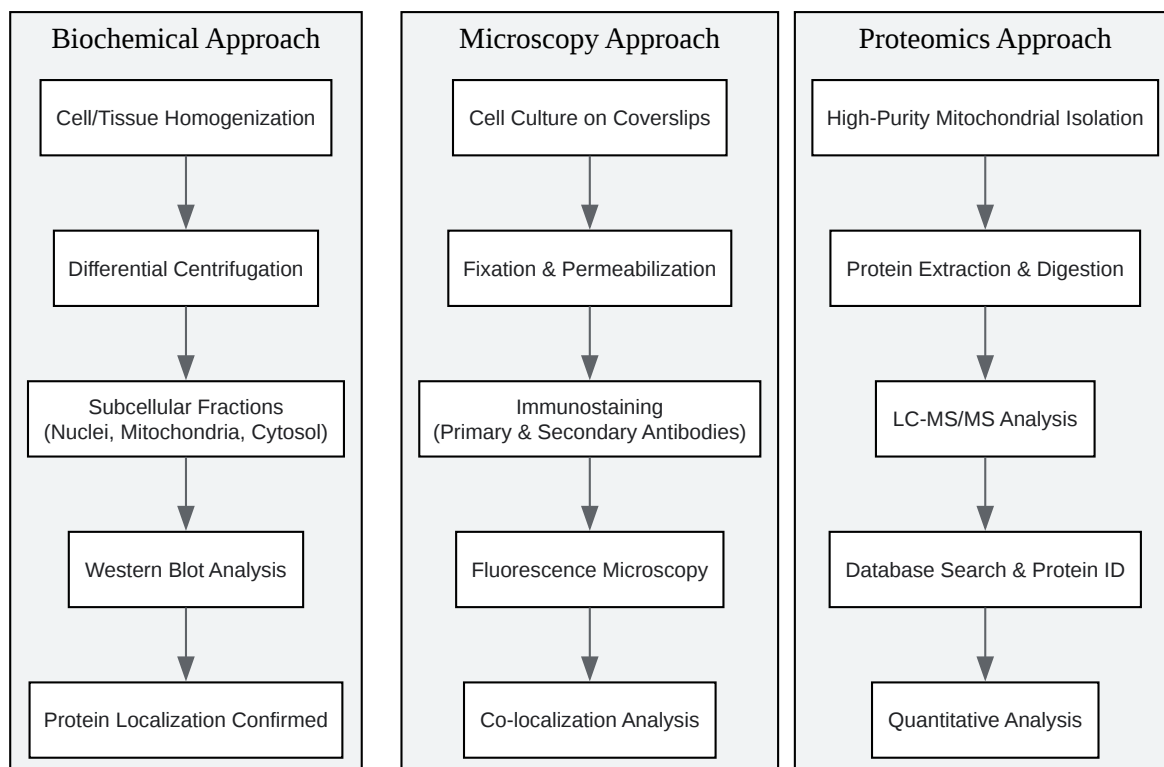 Biochemical Approach
Cell/Tissue Homogenization
Differential Centrifugation
Subcellular Fractions
(Nuclei, Mitochondria, Cytosol)
Western Blot Analysis
Protein Localization Confirmed
Microscopy Approach
Cell Culture on Coverslips
Fixation & Permeabilization
Immunostaining
(Primary & Secondary Antibodies)
Fluorescence Microscopy
Co-localization Analysis
Proteomics Approach
High-Purity Mitochondrial Isolation
Protein Extraction & Digestion
LC-MS/MS Analysis
Database Search & Protein ID
Quantitative Analysis